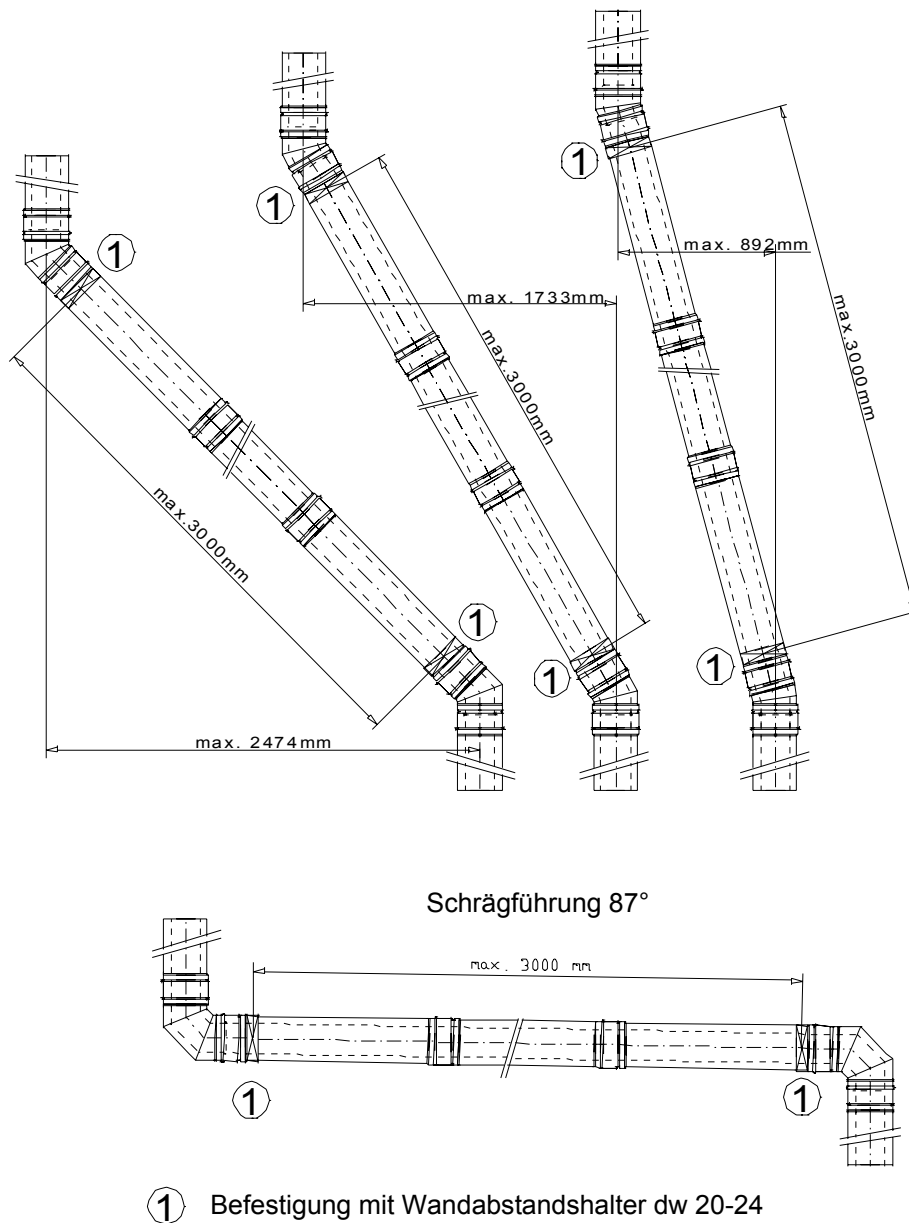 1
1
1
max. 892mm
max. 1733mm
max.3000mm
max.3000mm
max.3000mm
1
1
1
max. 2474mm
Schrägführung 87°
max. 3000 mm
1
1
1 Befestigung mit Wandabstandshalter dw 20-24